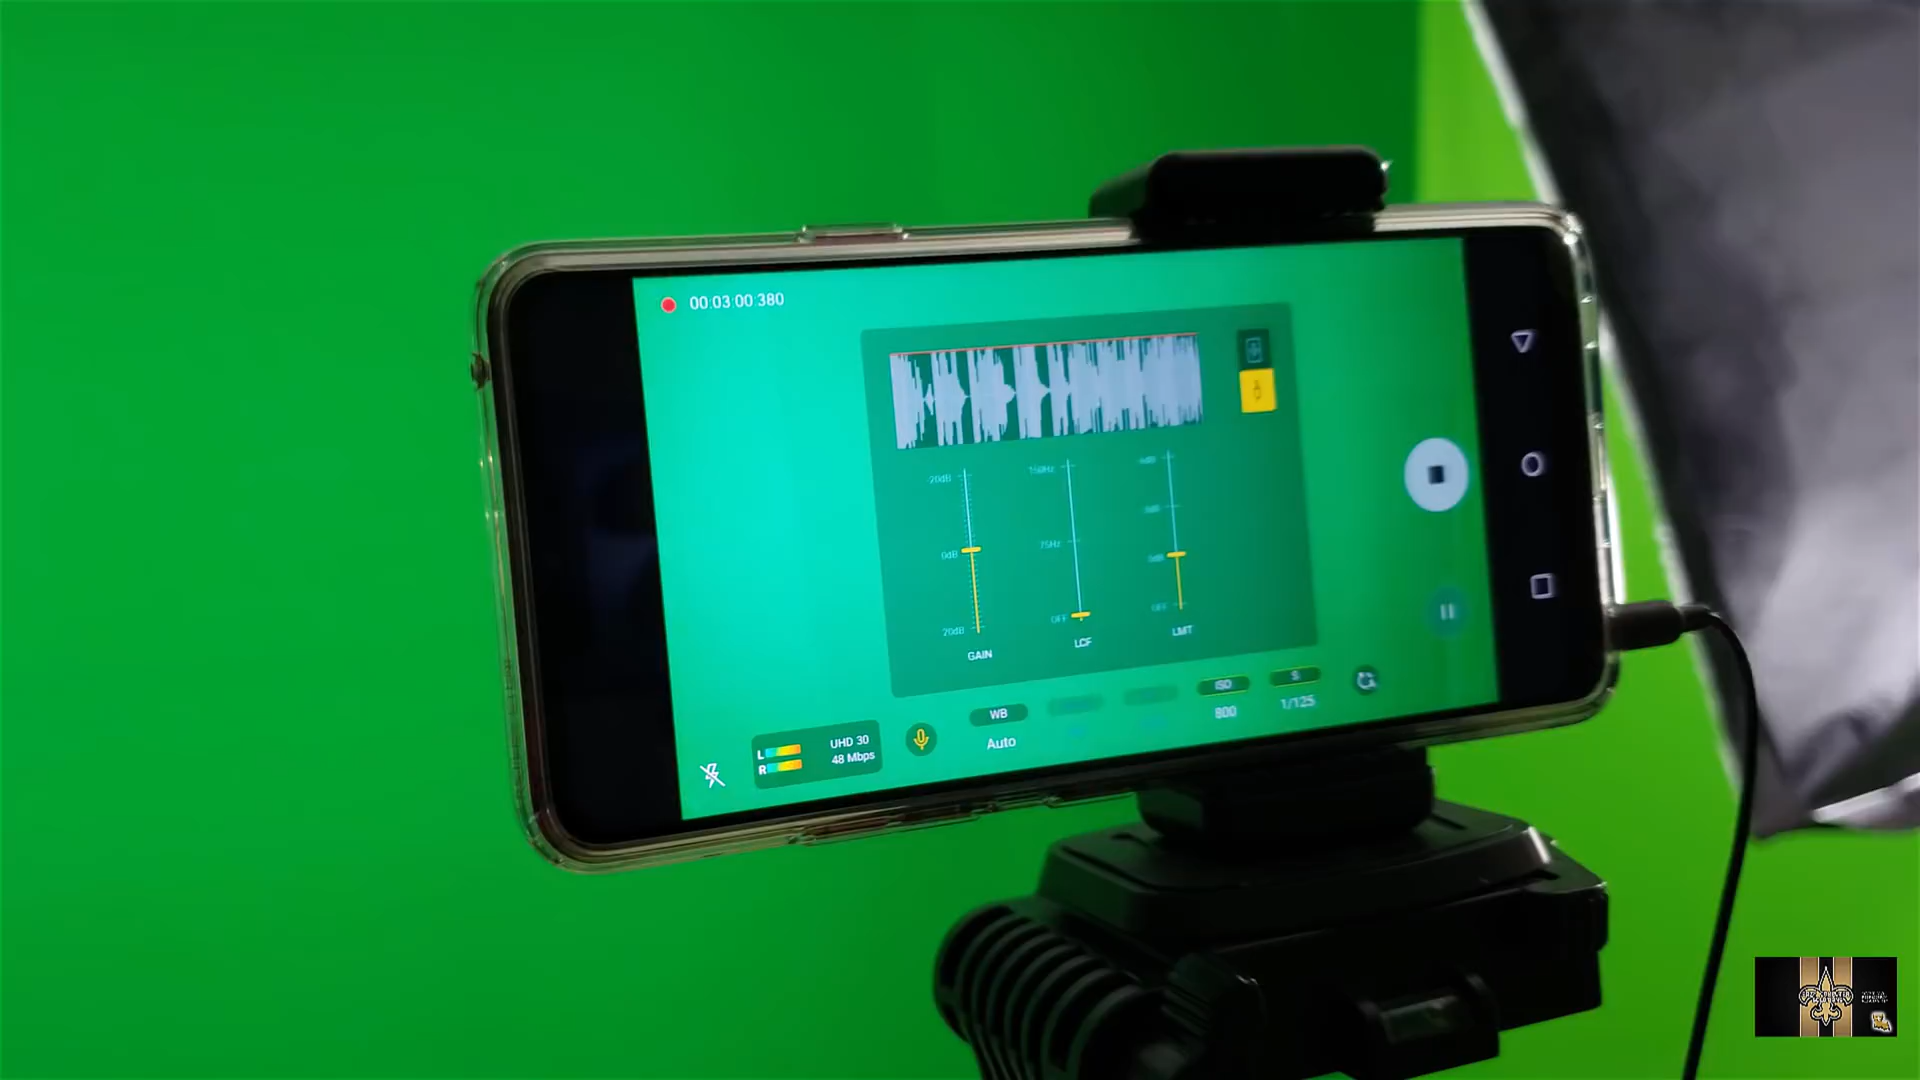 00:03:00:380
-20dB
0dB
20dB
GAIN
150Hz
75Hz
OFF
LCF
0dB
OFF
LMT
L
R
UHD 30
48 Mbps
WB
Auto
ISO
800
S
1/125